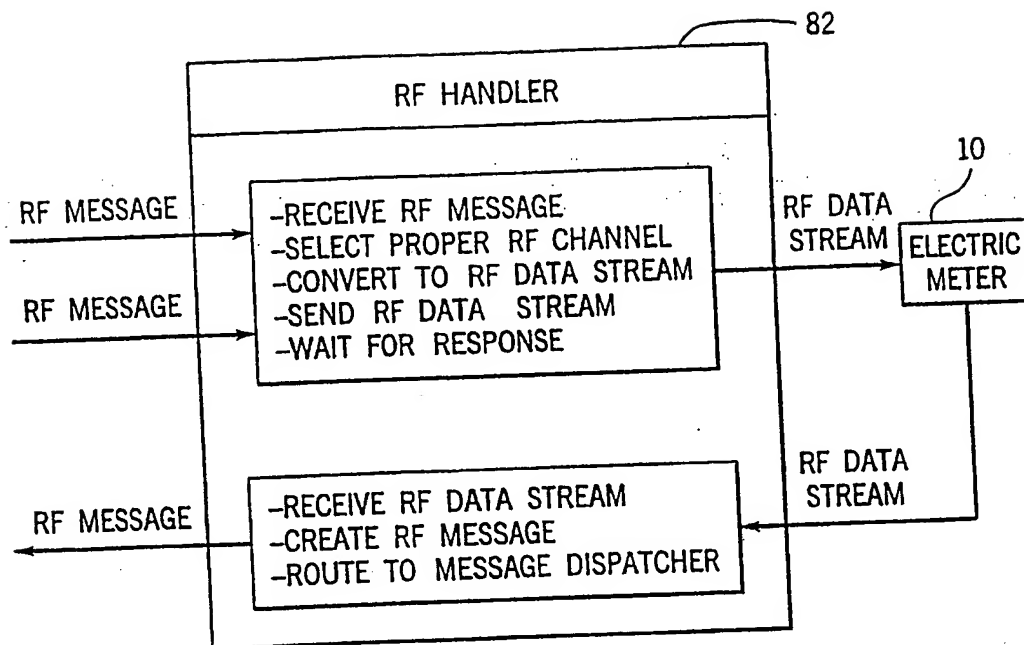 82
RF HANDLER
10
RF MESSAGE
-RECEIVE RF MESSAGE
-SELECT PROPER RF CHANNEL
-CONVERT TO RF DATA STREAM
-SEND RF DATA STREAM
-WAIT FOR RESPONSE
RF DATA
STREAM
ELECTRIC
METER
RF MESSAGE
RF MESSAGE
-RECEIVE RF DATA STREAM
-CREATE RF MESSAGE
-ROUTE TO MESSAGE DISPATCHER
RF DATA
STREAM